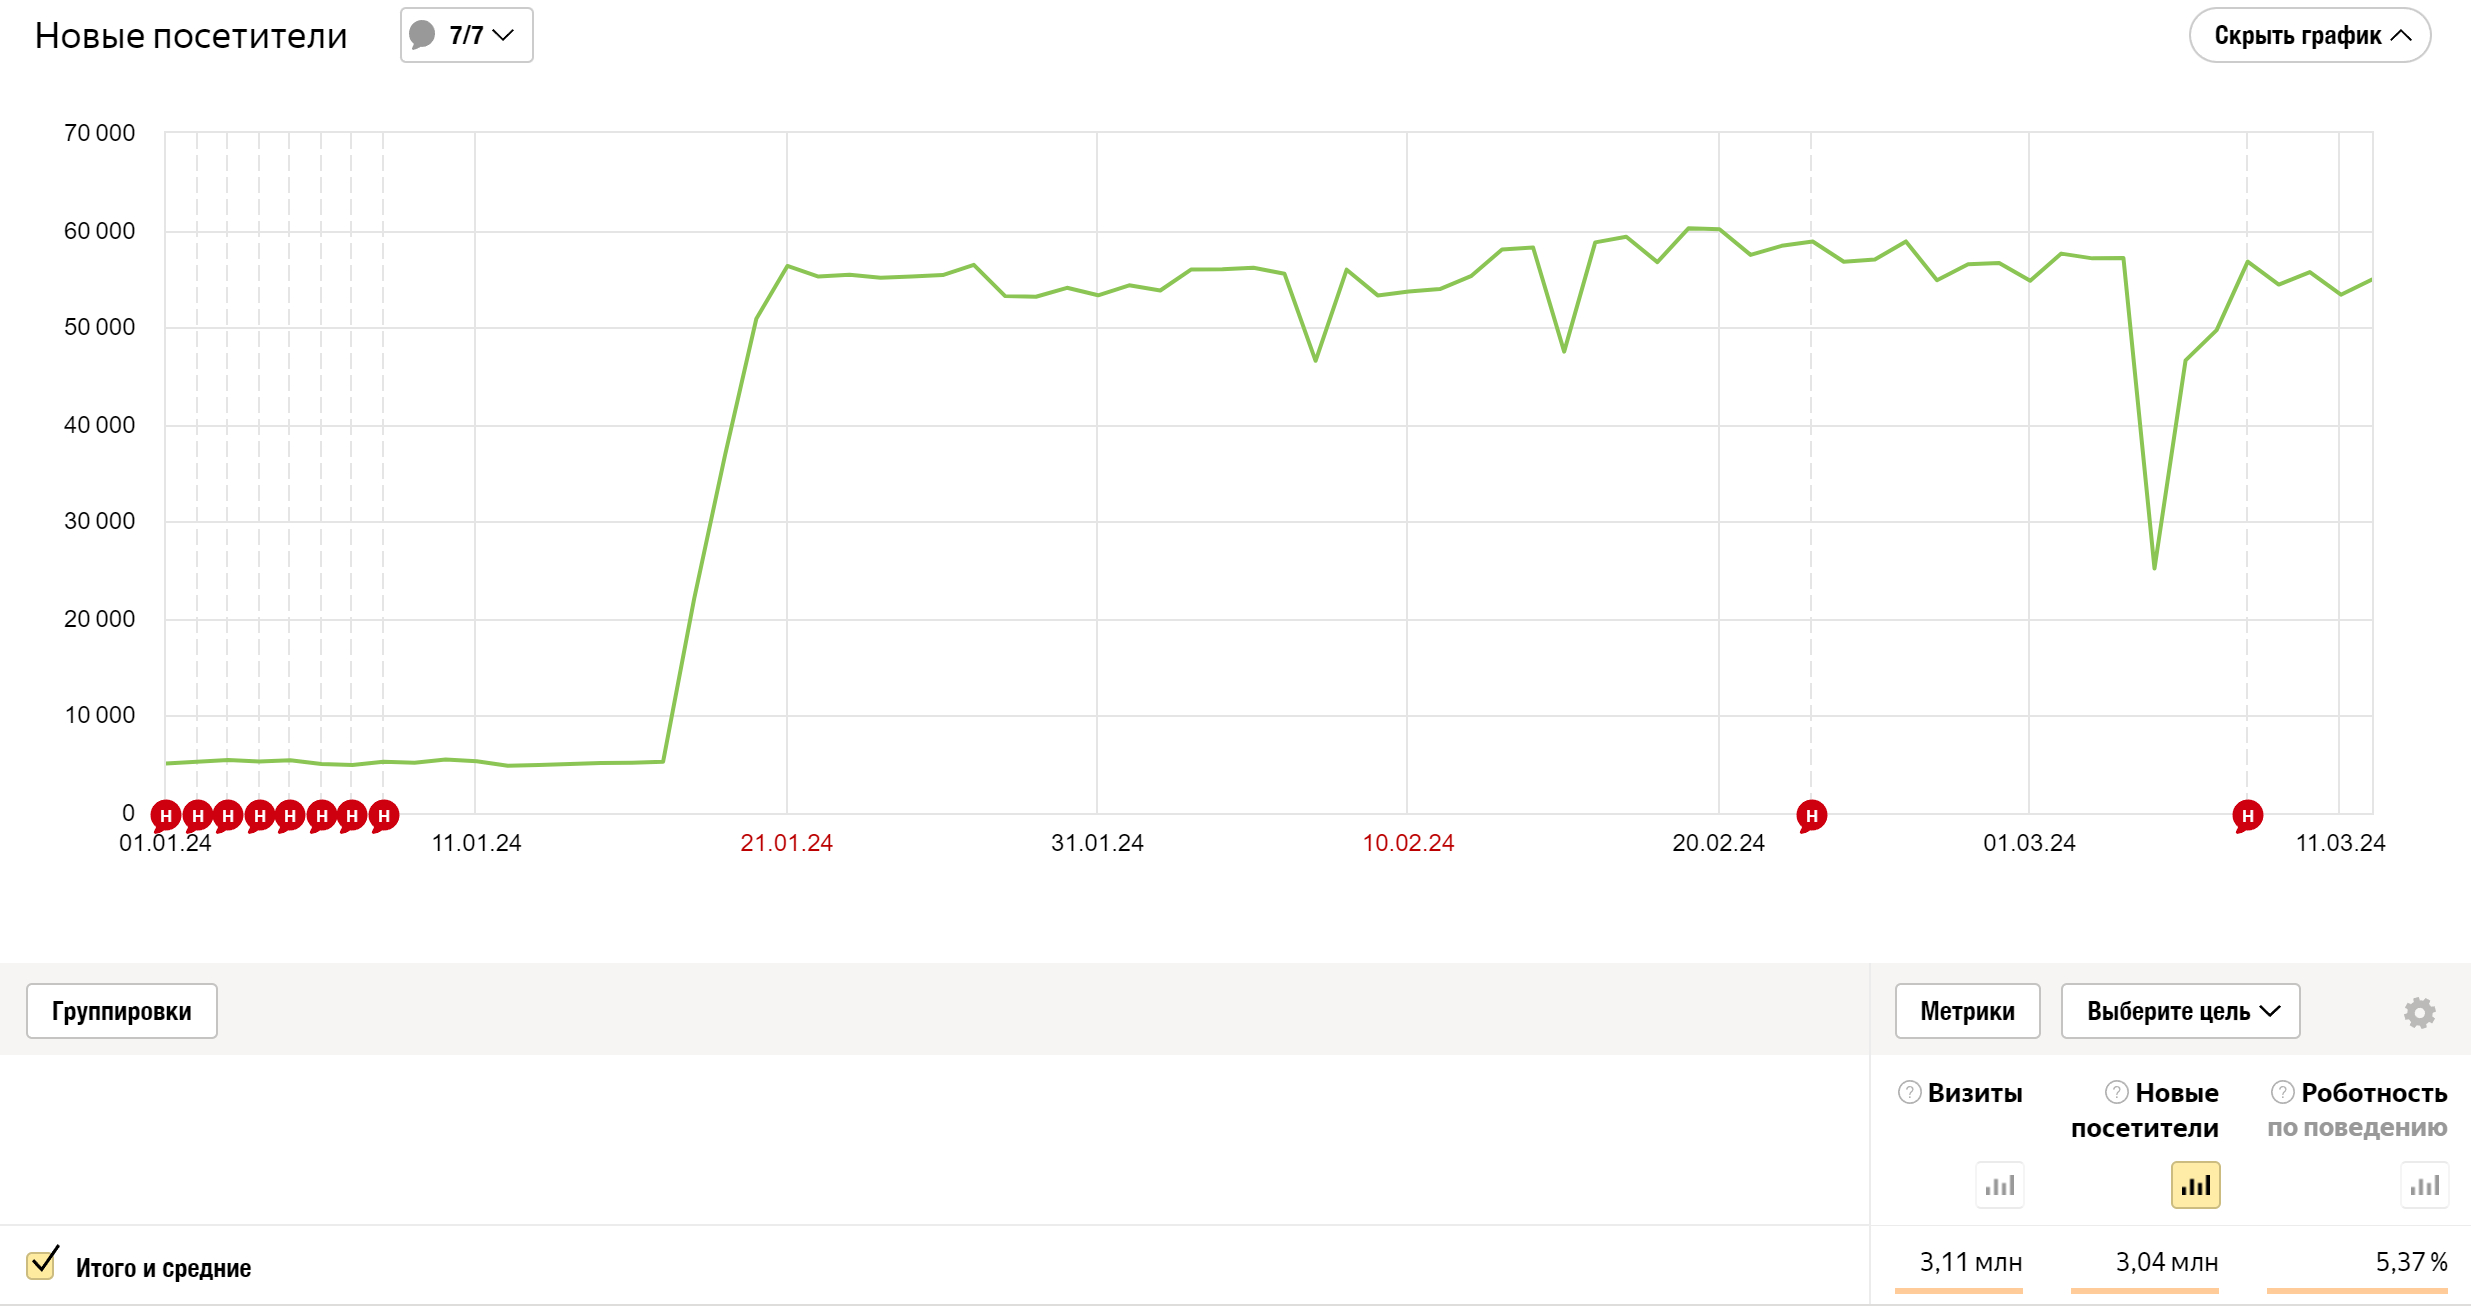 Новые посетители
7/7
Скрыть график
70 000
60 000
50 000
40 000
30 000
20 000
10 000
0
Н Н Н Н Н Н Н Н Н Н
01.01.24 11.01.24 21.01.24 31.01.24 10.02.24 20.02.24 01.03.24 11.03.24
Группировки
Метрики
Выберите цель
? Визиты
? Новые посетители
? Роботность по поведению
Итого и средние
3,11 млн
3,04 млн
5,37 %